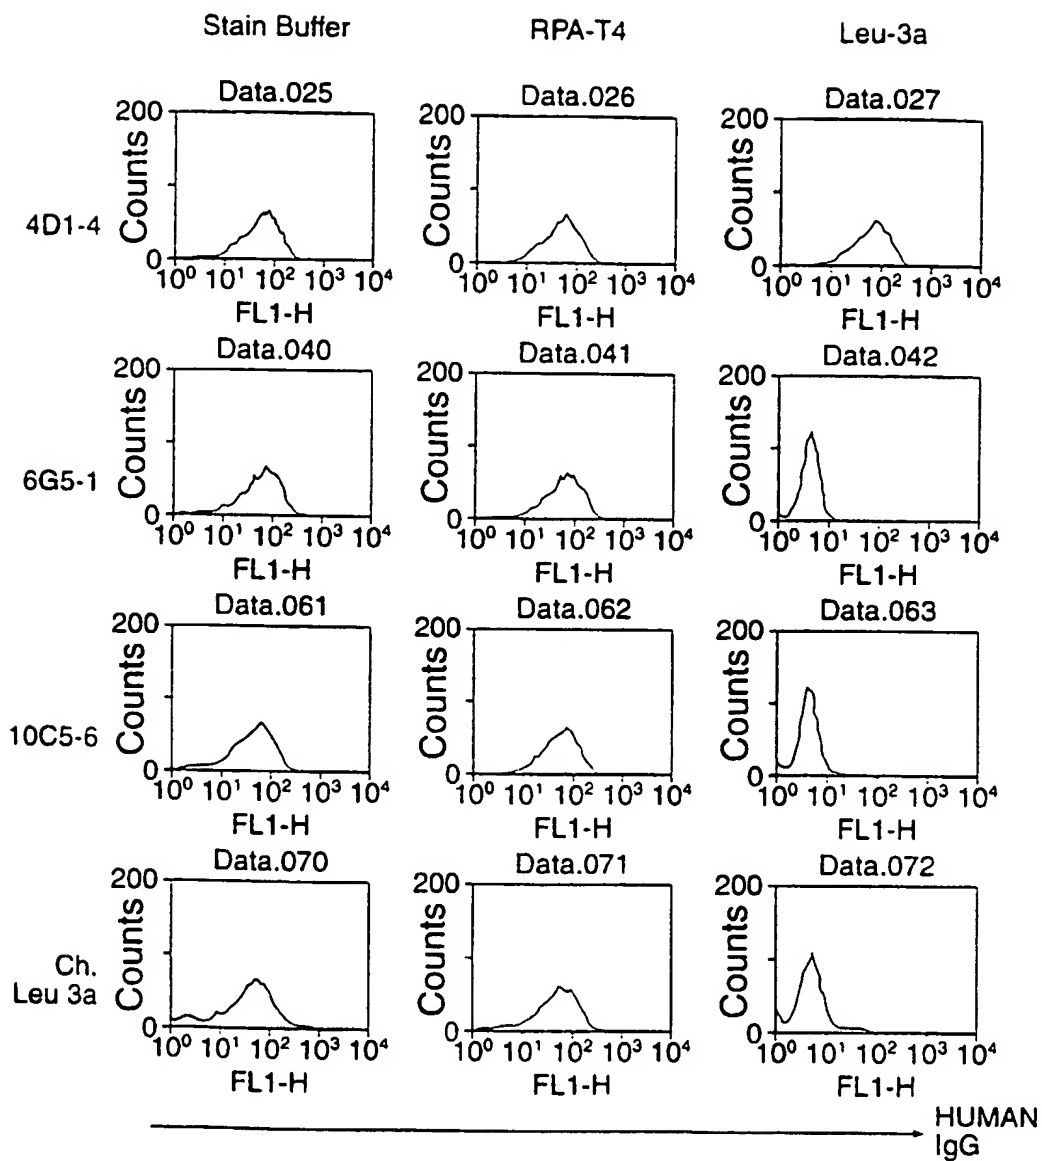 Stain Buffer RPA-T4 Leu-3a
Data.025 Data.026 Data.027
200 200 200
4D1-4 Counts Counts Counts
0 0 0
10⁰ 10¹ 10² 10³ 10⁴ 10⁰ 10¹ 10² 10³ 10⁴ 10⁰ 10¹ 10² 10³ 10⁴
FL1-H FL1-H FL1-H
Data.040 Data.041 Data.042
200 200 200
6G5-1 Counts Counts Counts
0 0 0
10⁰ 10¹ 10² 10³ 10⁴ 10⁰ 10¹ 10² 10³ 10⁴ 10⁰ 10¹ 10² 10³ 10⁴
FL1-H FL1-H FL1-H
Data.061 Data.062 Data.063
200 200 200
10C5-6 Counts Counts Counts
0 0 0
10⁰ 10¹ 10² 10³ 10⁴ 10⁰ 10¹ 10² 10³ 10⁴ 10⁰ 10¹ 10² 10³ 10⁴
FL1-H FL1-H FL1-H
Data.070 Data.071 Data.072
200 200 200
Ch.
Leu 3a Counts Counts Counts
0 0 0
10⁰ 10¹ 10² 10³ 10⁴ 10⁰ 10¹ 10² 10³ 10⁴ 10⁰ 10¹ 10² 10³ 10⁴
FL1-H FL1-H FL1-H
HUMAN
IgG